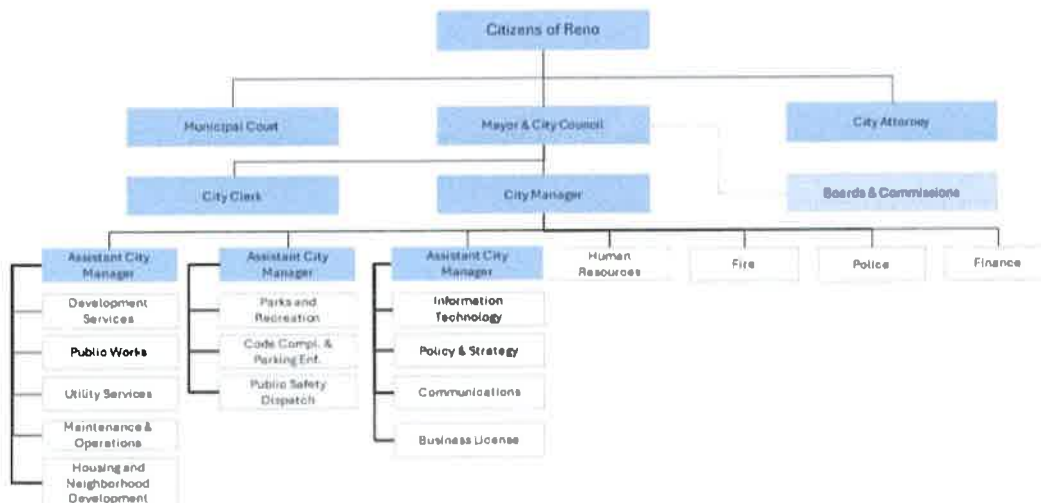 Citizens of Reno
Municipal Court
Mayor & City Council
City Attorney
City Clerk
City Manager
Boards & Commissions
Assistant City
Manager
Assistant City
Manager
Assistant City
Manager
Human
Resources
Fire
Police
Finance
Development
Services
Public Works
Utility Services
Maintenance &
Operations
Housing and
Neighborhood
Development
Parks and
Recreation
Code Compl. &
Parking Enf.
Public Safety
Dispatch
Information
Technology
Policy & Strategy
Communications
Business License